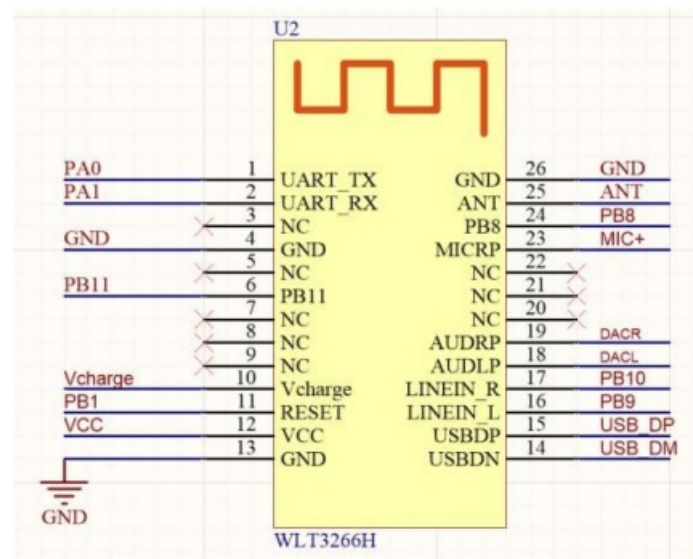 U2
PA0 1 UART_TX GND 26 GND
PA1 2 UART_RX ANT 25 ANT
3 NC PB8 24 PB8
GND 4 GND MICRP 23 MIC+
5 NC NC 22
PB11 6 PB11 NC 21
7 NC NC 20
8 NC AUDRP 19 DACR
9 NC AUDLP 18 DACL
Vcharge 10 Vcharge LINEIN_R 17 PB10
PB1 11 RESET LINEIN_L 16 PB9
VCC 12 VCC USBDP 15 USB_DP
13 GND USBDN 14 USB_DM
GND
WLT3266H